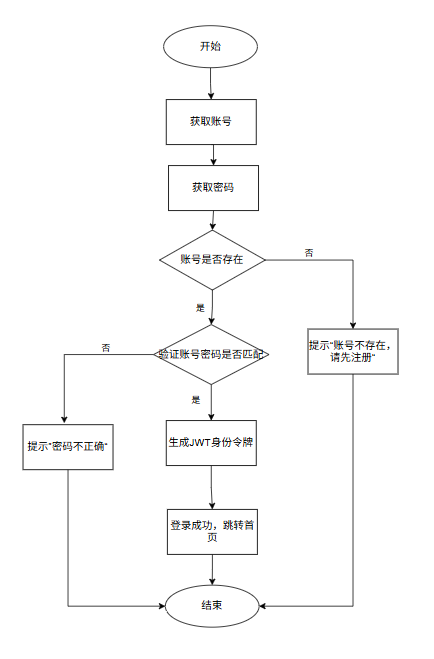 开始
获取账号
获取密码
账号是否存在
否
是
提示"账号不存在，
请先注册"
验证账号密码是否匹配
否
是
提示"密码不正确"
生成JWT身份令牌
登录成功，跳转首
页
结束